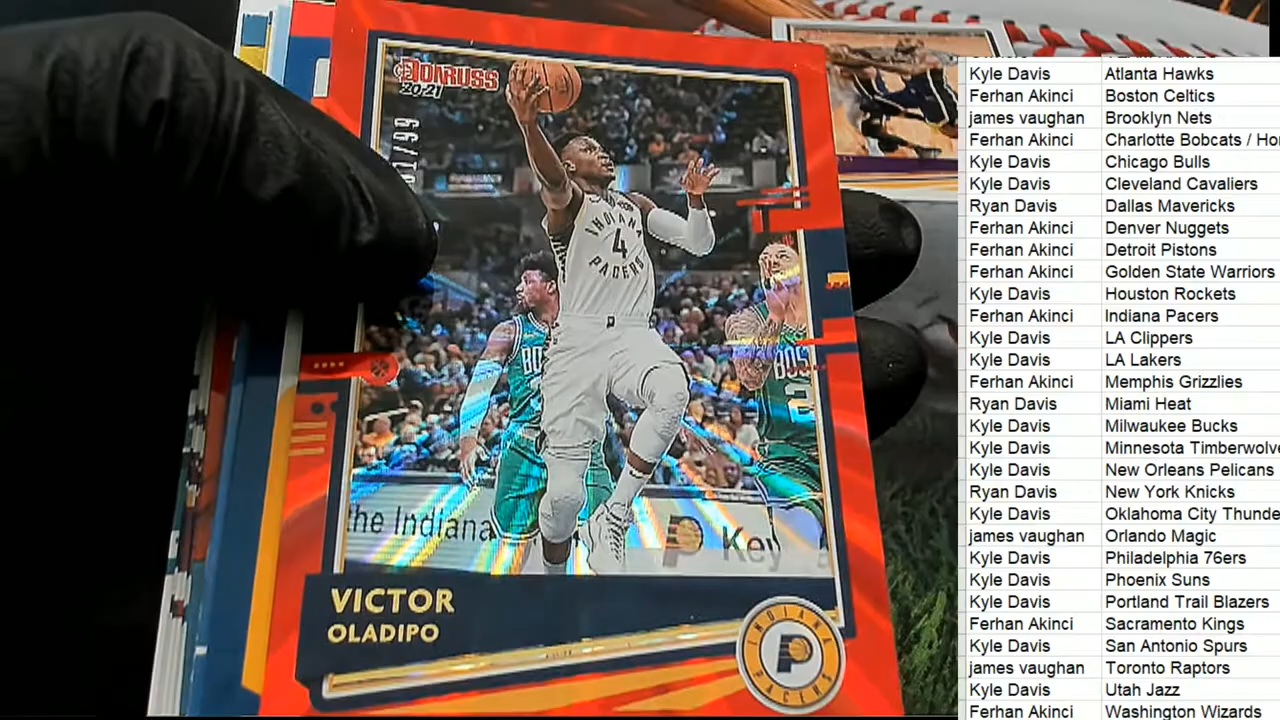 DONRUSS
20-21
INDIANA
4
PACERS
BOS
the Indiana
Key
VICTOR
OLADIPO
INDIANA
P
PACERS
Kyle Davis Atlanta Hawks
Ferhan Akinci Boston Celtics
james vaughan Brooklyn Nets
Ferhan Akinci Charlotte Bobcats / Ho
Kyle Davis Chicago Bulls
Kyle Davis Cleveland Cavaliers
Ryan Davis Dallas Mavericks
Ferhan Akinci Denver Nuggets
Ferhan Akinci Detroit Pistons
Ferhan Akinci Golden State Warriors
Kyle Davis Houston Rockets
Ferhan Akinci Indiana Pacers
Kyle Davis LA Clippers
Kyle Davis LA Lakers
Ferhan Akinci Memphis Grizzlies
Ryan Davis Miami Heat
Kyle Davis Milwaukee Bucks
Kyle Davis Minnesota Timberwolve
Kyle Davis New Orleans Pelicans
Ryan Davis New York Knicks
Kyle Davis Oklahoma City Thunde
james vaughan Orlando Magic
Kyle Davis Philadelphia 76ers
Kyle Davis Phoenix Suns
Kyle Davis Portland Trail Blazers
Ferhan Akinci Sacramento Kings
Kyle Davis San Antonio Spurs
james vaughan Toronto Raptors
Kyle Davis Utah Jazz
Ferhan Akinci Washington Wizards